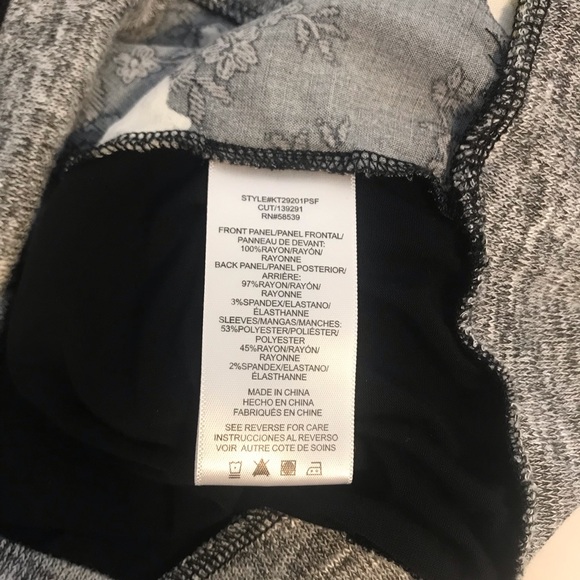 STYLE#KT29201PSF
CUT/139291
RN#58539
FRONT PANEL/PANEL FRONTAL/
PANNEAU DE DEVANT:
100%RAYON/RAYÓN/
RAYONNE
BACK PANEL/PANEL POSTERIOR/
ARRIÈRE:
97%RAYON/RAYÓN/
RAYONNE
3%SPANDEX/ELASTANO/
ÉLASTHANNE
SLEEVES/MANGAS/MANCHES:
53%POLYESTER/POLIÉSTER/
POLYESTER
45%RAYON/RAYÓN/
RAYONNE
2%SPANDEX/ELASTANO/
ÉLASTHANNE
MADE IN CHINA
HECHO EN CHINA
FABRIQUÉS EN CHINE
SEE REVERSE FOR CARE
INSTRUCCIONES AL REVERSO
VOIR AUTRE COTE DE SOINS